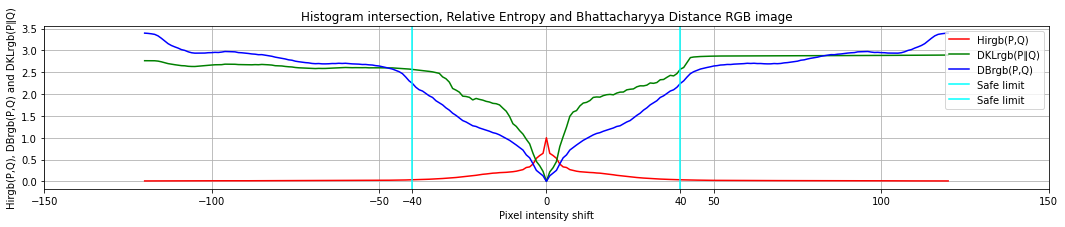 Histogram intersection, Relative Entropy and Bhattacharyya Distance RGB image
Hirgb(P,Q), DBrgb(P,Q) and DKLrgb(P∥Q)
3.5
3.0
2.5
2.0
1.5
1.0
0.5
0.0
Hirgb(P,Q)
DKLrgb(P∥Q)
DBrgb(P,Q)
Safe limit
Safe limit
−150
−100
−50
−40
0
40
50
100
150
Pixel intensity shift